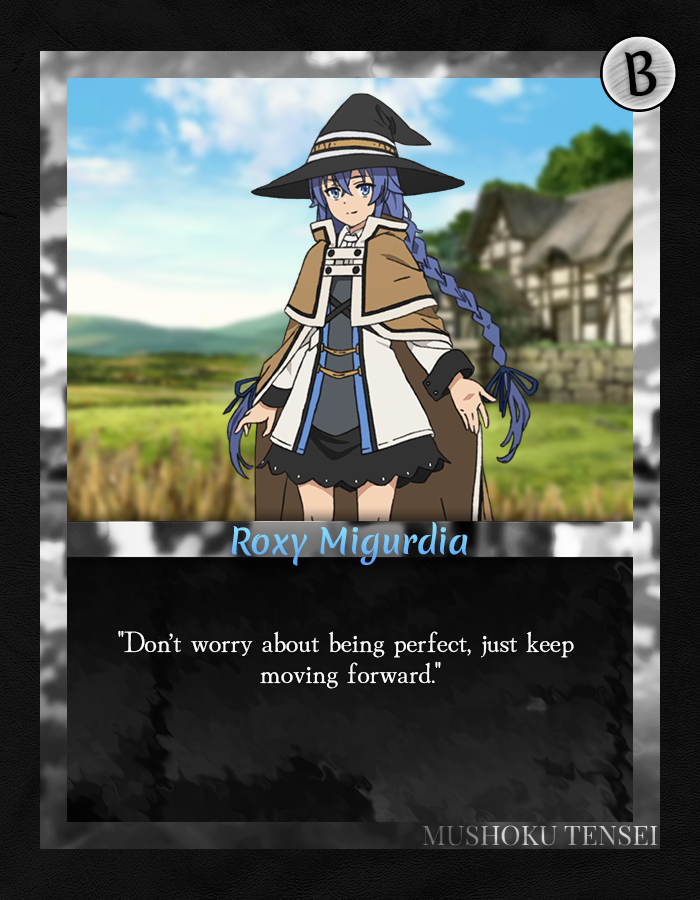 B
Roxy Migurdia
"Don't worry about being perfect, just keep
moving forward."
MUSHOKU TENSEI